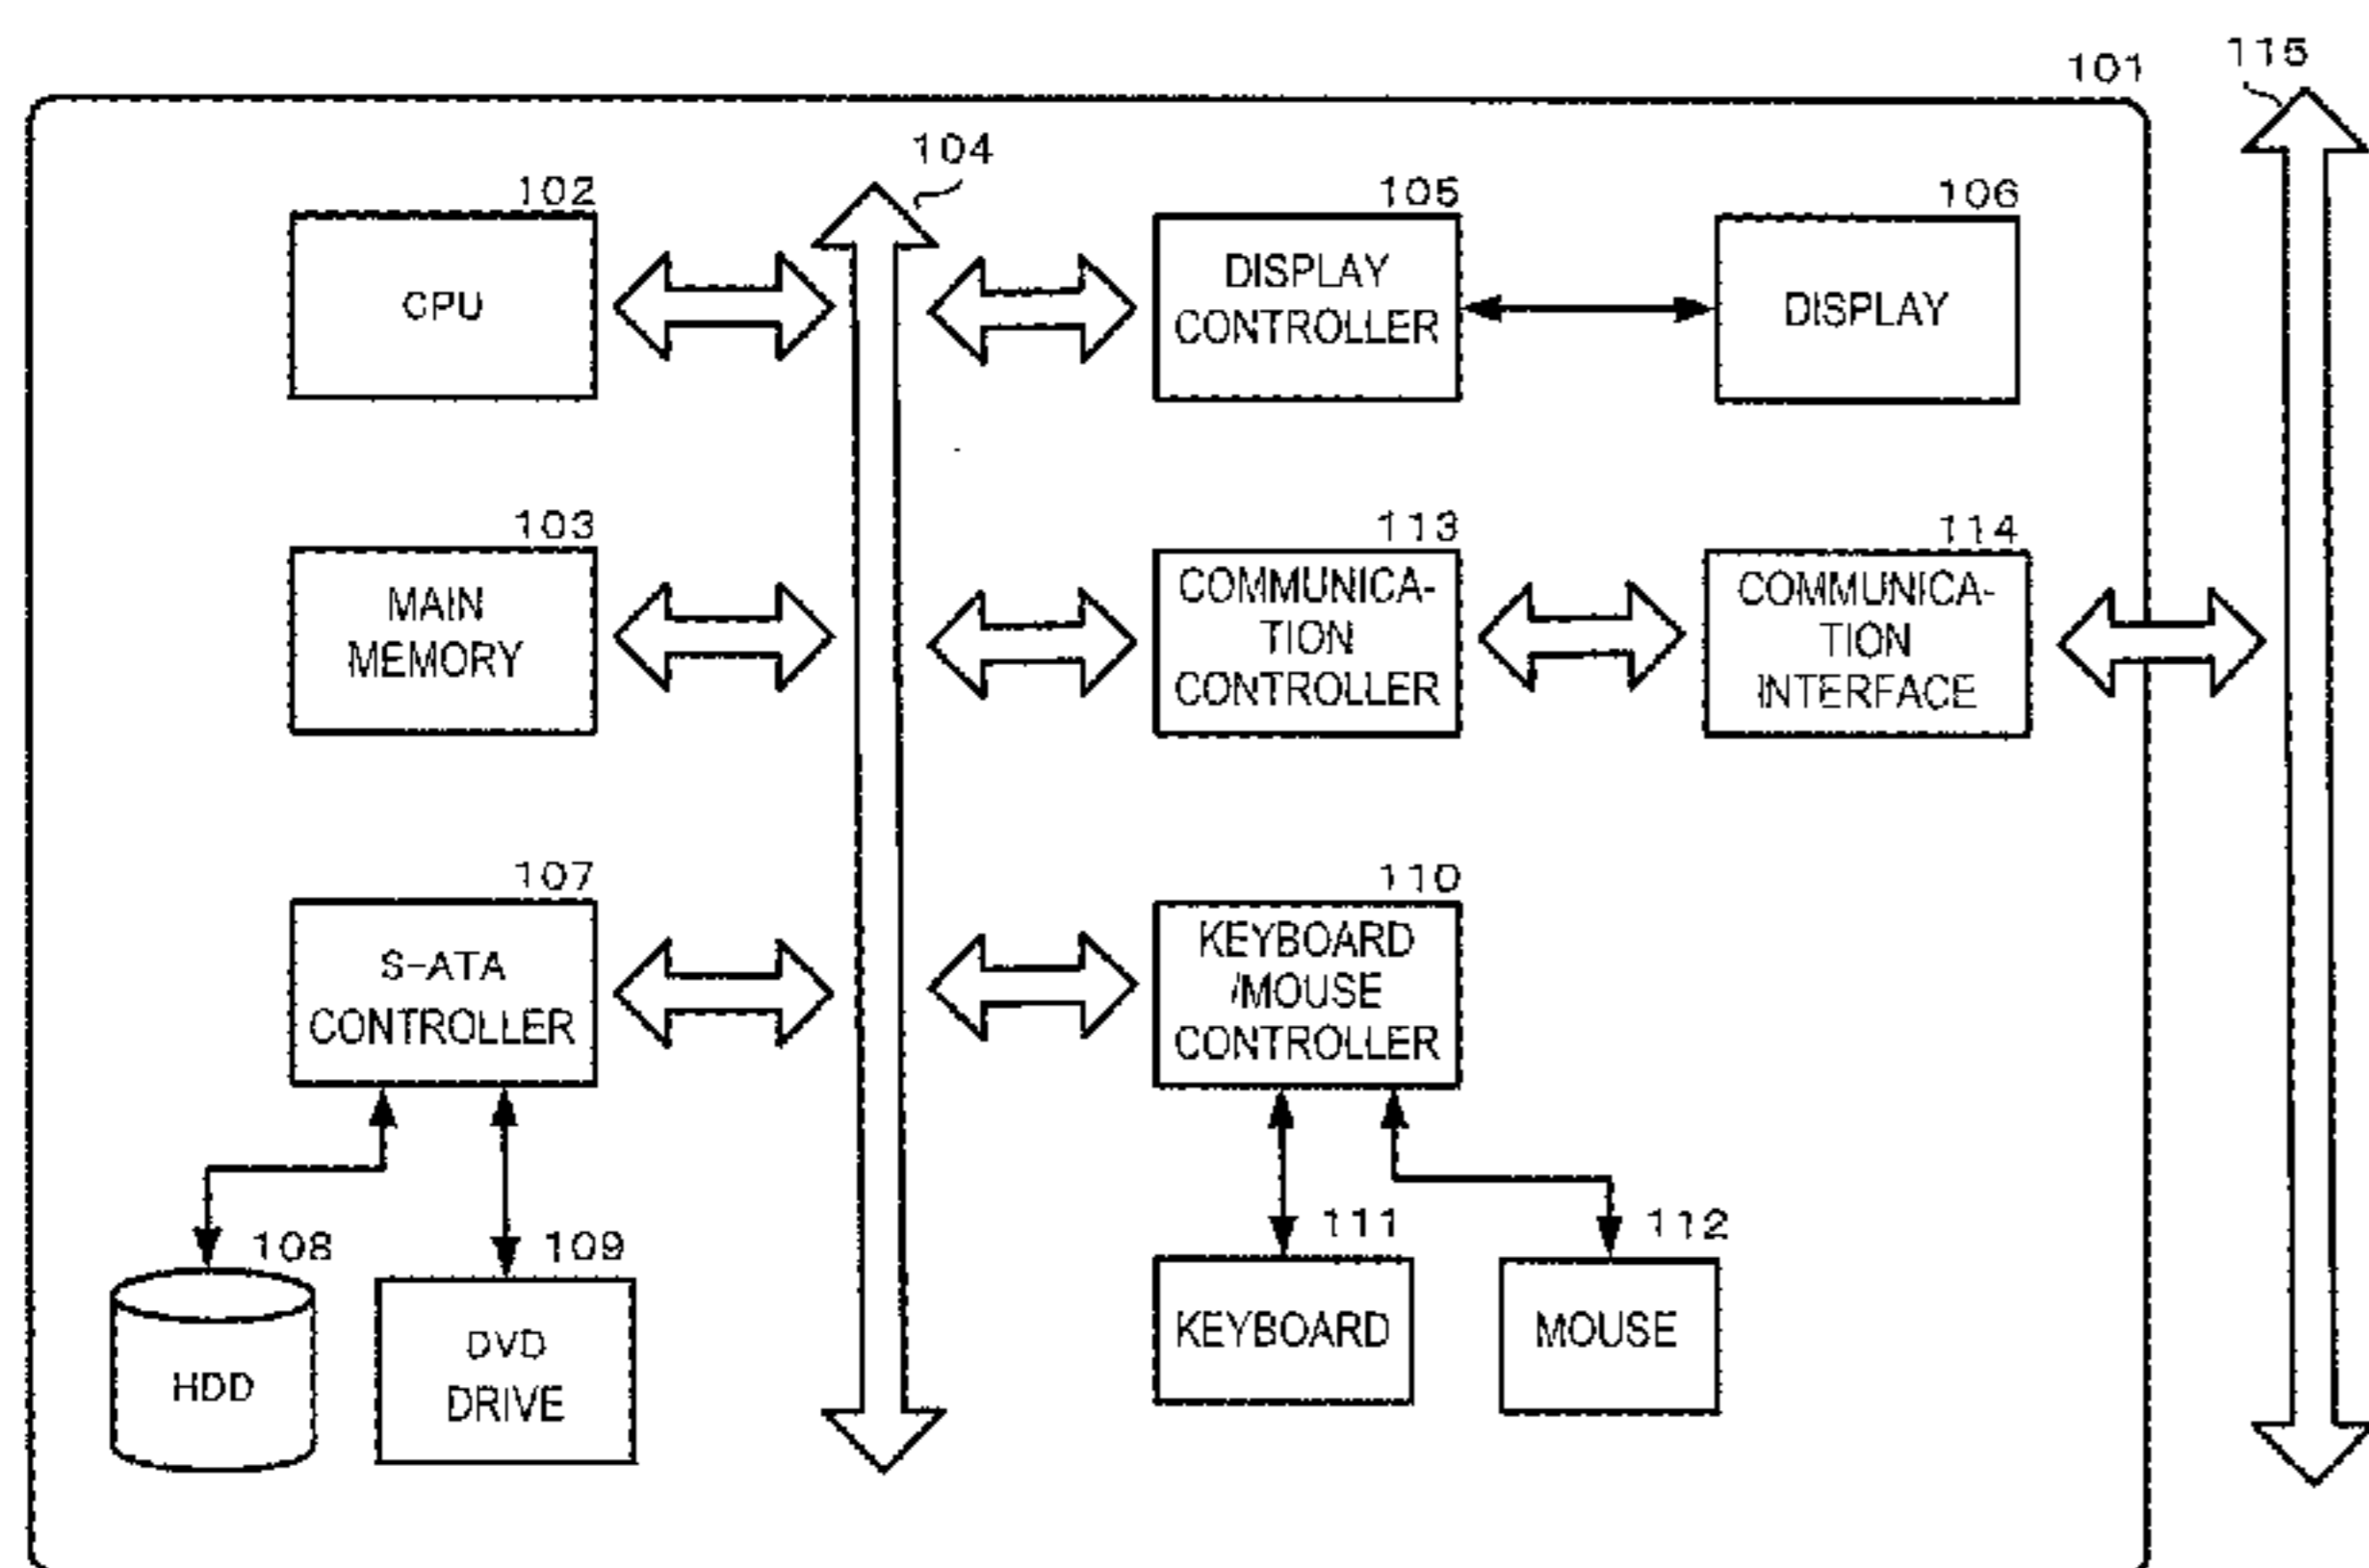 101
115
104
102
CPU
105
DISPLAY
CONTROLLER
106
DISPLAY
103
MAIN
MEMORY
113
COMMUNICA-
TION
CONTROLLER
114
COMMUNICA-
TION
INTERFACE
107
S-ATA
CONTROLLER
110
KEYBOARD
/MOUSE
CONTROLLER
108
HDD
109
DVD
DRIVE
111
KEYBOARD
112
MOUSE